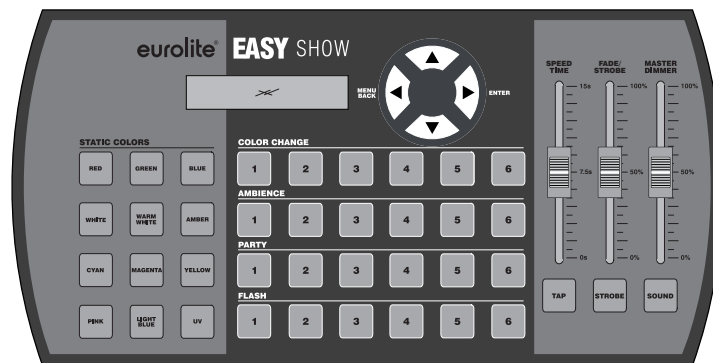 eurolite® EASY SHOW
MENU BACK
ENTER
SPEED TIME
FADE/ STROBE
MASTER DIMMER
15s
100%
100%
7.5s
50%
50%
0s
0%
0%
STATIC COLORS
RED GREEN BLUE
WHITE WARM WHITE AMBER
CYAN MAGENTA YELLOW
PINK LIGHT BLUE UV
COLOR CHANGE
1 2 3 4 5 6
AMBIENCE
1 2 3 4 5 6
PARTY
1 2 3 4 5 6
FLASH
1 2 3 4 5 6
TAP STROBE SOUND